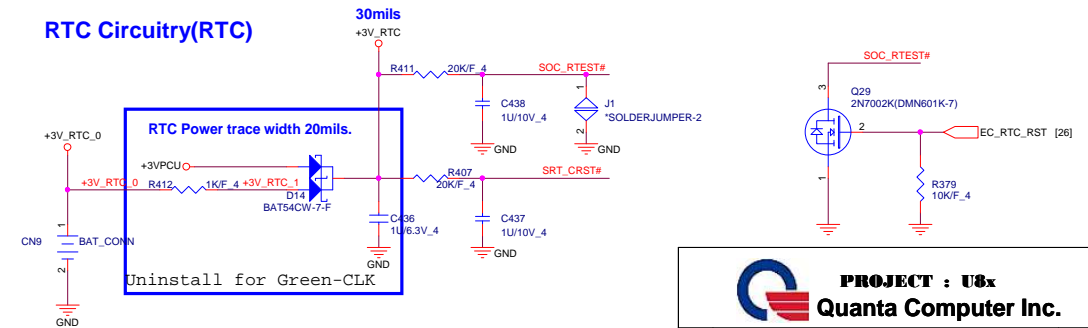 RTC Circuitry(RTC)
30mils
+3V_RTC
R411
20K/F_4
SOC_RTEST#
C438
1U/10V_4
GND
1
J1
*SOLDERJUMPER-2
2
GND
RTC Power trace width 20mils.
+3V_RTC_0
+3VPCU
+3V_RTC_0
R412
1K/F_4
+3V_RTC_1
D14
BAT54CW-7-F
R407
20K/F_4
SRT_CRST#
C436
1U/6.3V_4
GND
C437
1U/10V_4
GND
CN9
1
BAT_CONN
2
GND
Uninstall for Green-CLK
SOC_RTEST#
3
Q29
2N7002K(DMN601K-7)
2
EC_RTC_RST [26]
1
R379
10K/F_4
PROJECT : U8x
Quanta Computer Inc.